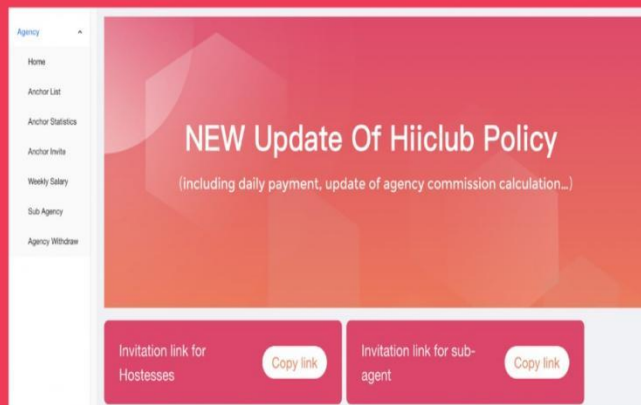 Agency
Home
Anchor List
Anchor Statistics
Anchor Invite
Weekly Salary
Sub Agency
Agency Withdraw
NEW Update Of Hiiclub Policy
(including daily payment, update of agency commission calculation...)
Invitation link for
Hostesses
Copy link
Invitation link for sub-
agent
Copy link